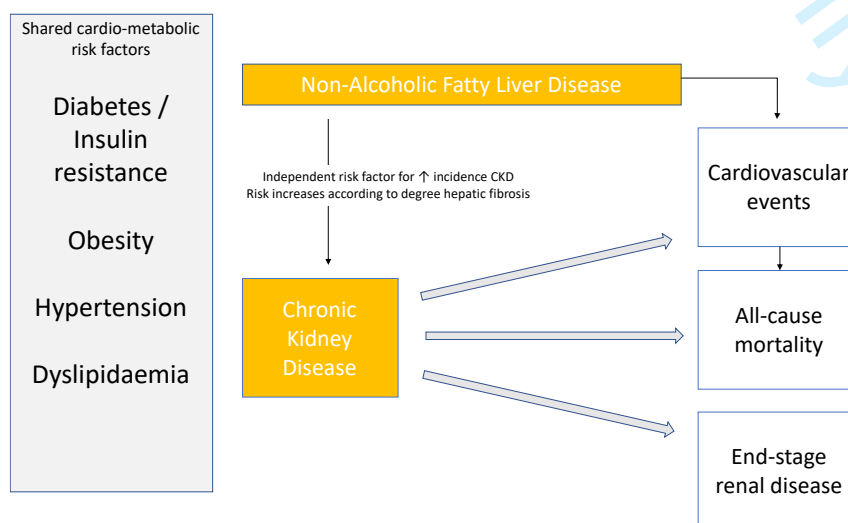 Shared cardio-metabolic
risk factors
Diabetes /
Insulin
resistance
Obesity
Hypertension
Dyslipidaemia
Non-Alcoholic Fatty Liver Disease
Independent risk factor for ↑ incidence CKD
Risk increases according to degree hepatic fibrosis
Chronic
Kidney
Disease
Cardiovascular
events
All-cause
mortality
End-stage
renal disease